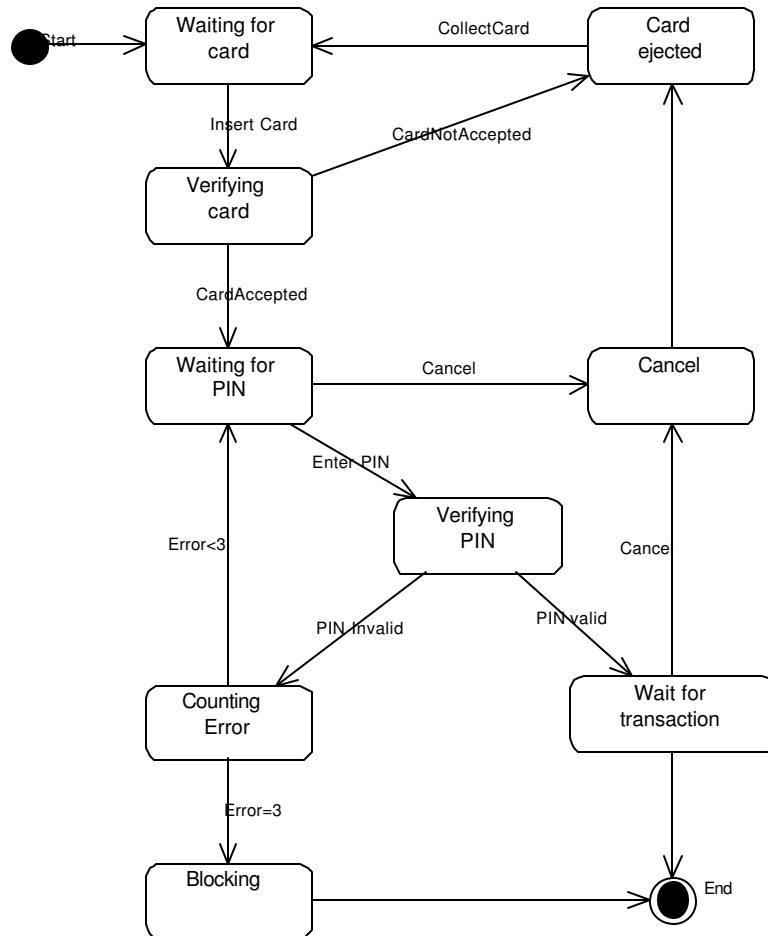 Start
Waiting for
card
CollectCard
Card
ejected
Insert Card
CardNotAccepted
Verifying
card
CardAccepted
Waiting for
PIN
Cancel
Cancel
Enter PIN
Verifying
PIN
Error<3
Cance
PIN Invalid
PIN valid
Counting
Error
Wait for
transaction
Error=3
Blocking
End